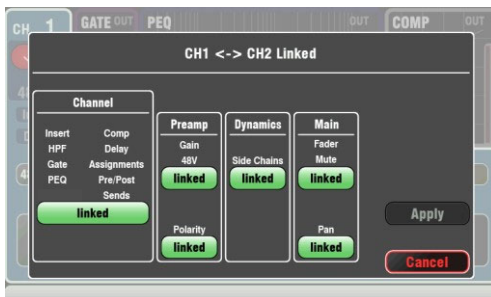 CH 1 GATE OUT PEQ OUT COMP OUT
CH1 <-> CH2 Linked
Channel
Insert Comp
HPF Delay
Gate Assignments
PEQ Pre/Post
Sends
linked
Preamp
Gain
48V
linked
Polarity
linked
Dynamics
Side Chains
linked
Main
Fader
Mute
linked
Pan
linked
Apply
Cancel